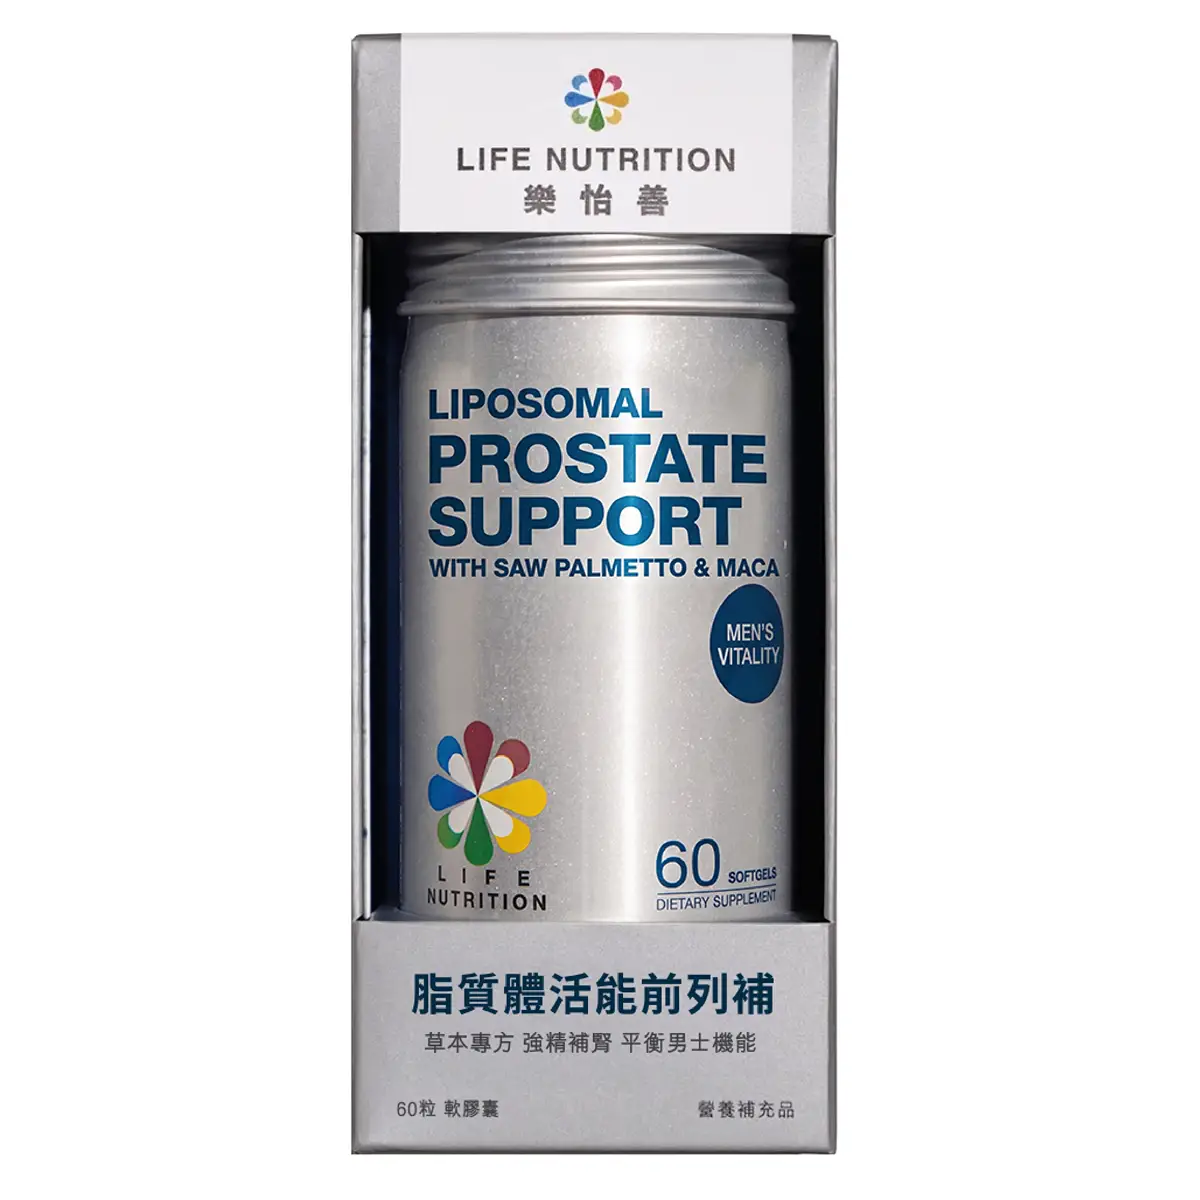 LIFE NUTRITION
樂怡善
LIPOSOMAL
PROSTATE
SUPPORT
WITH SAW PALMETTO & MACA
MEN'S
VITALITY
LIFE
NUTRITION
60 SOFTGELS
DIETARY SUPPLEMENT
脂質體活能前列補
草本專方 強精補腎 平衡男士機能
60粒 軟膠囊 營養補充品